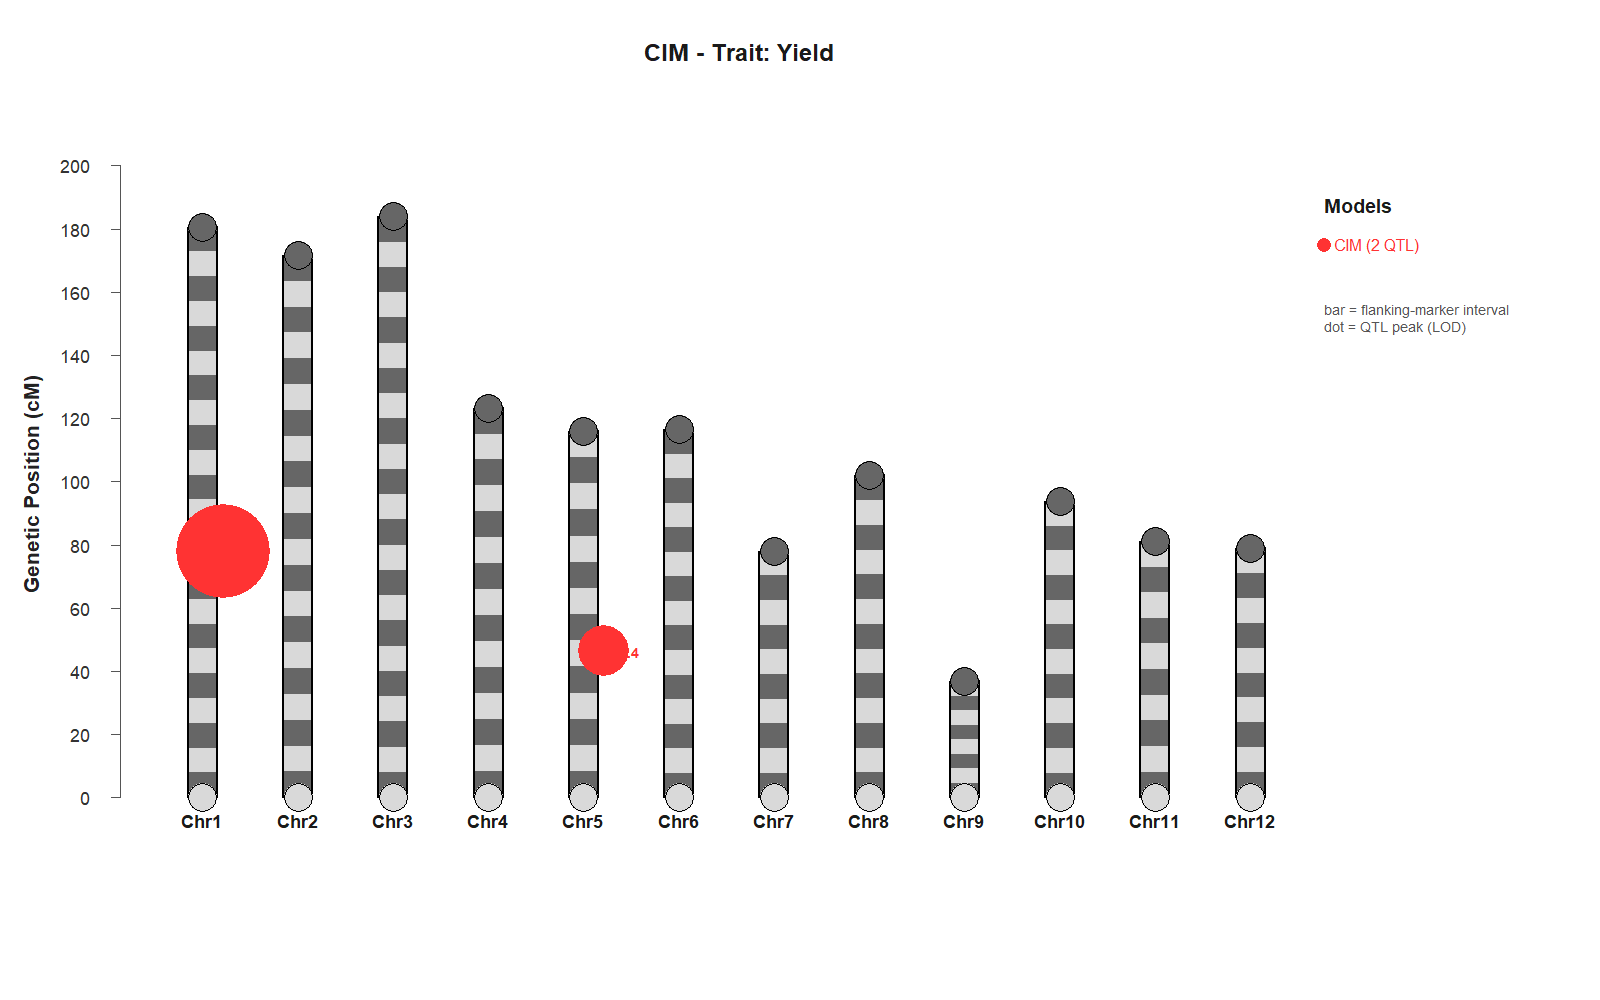 CIM - Trait: Yield
Genetic Position (cM)
200
180
160
140
120
100
80
60
40
20
0
Chr1 Chr2 Chr3 Chr4 Chr5 Chr6 Chr7 Chr8 Chr9 Chr10 Chr11 Chr12
Models
CIM (2 QTL)
bar = flanking-marker interval
dot = QTL peak (LOD)